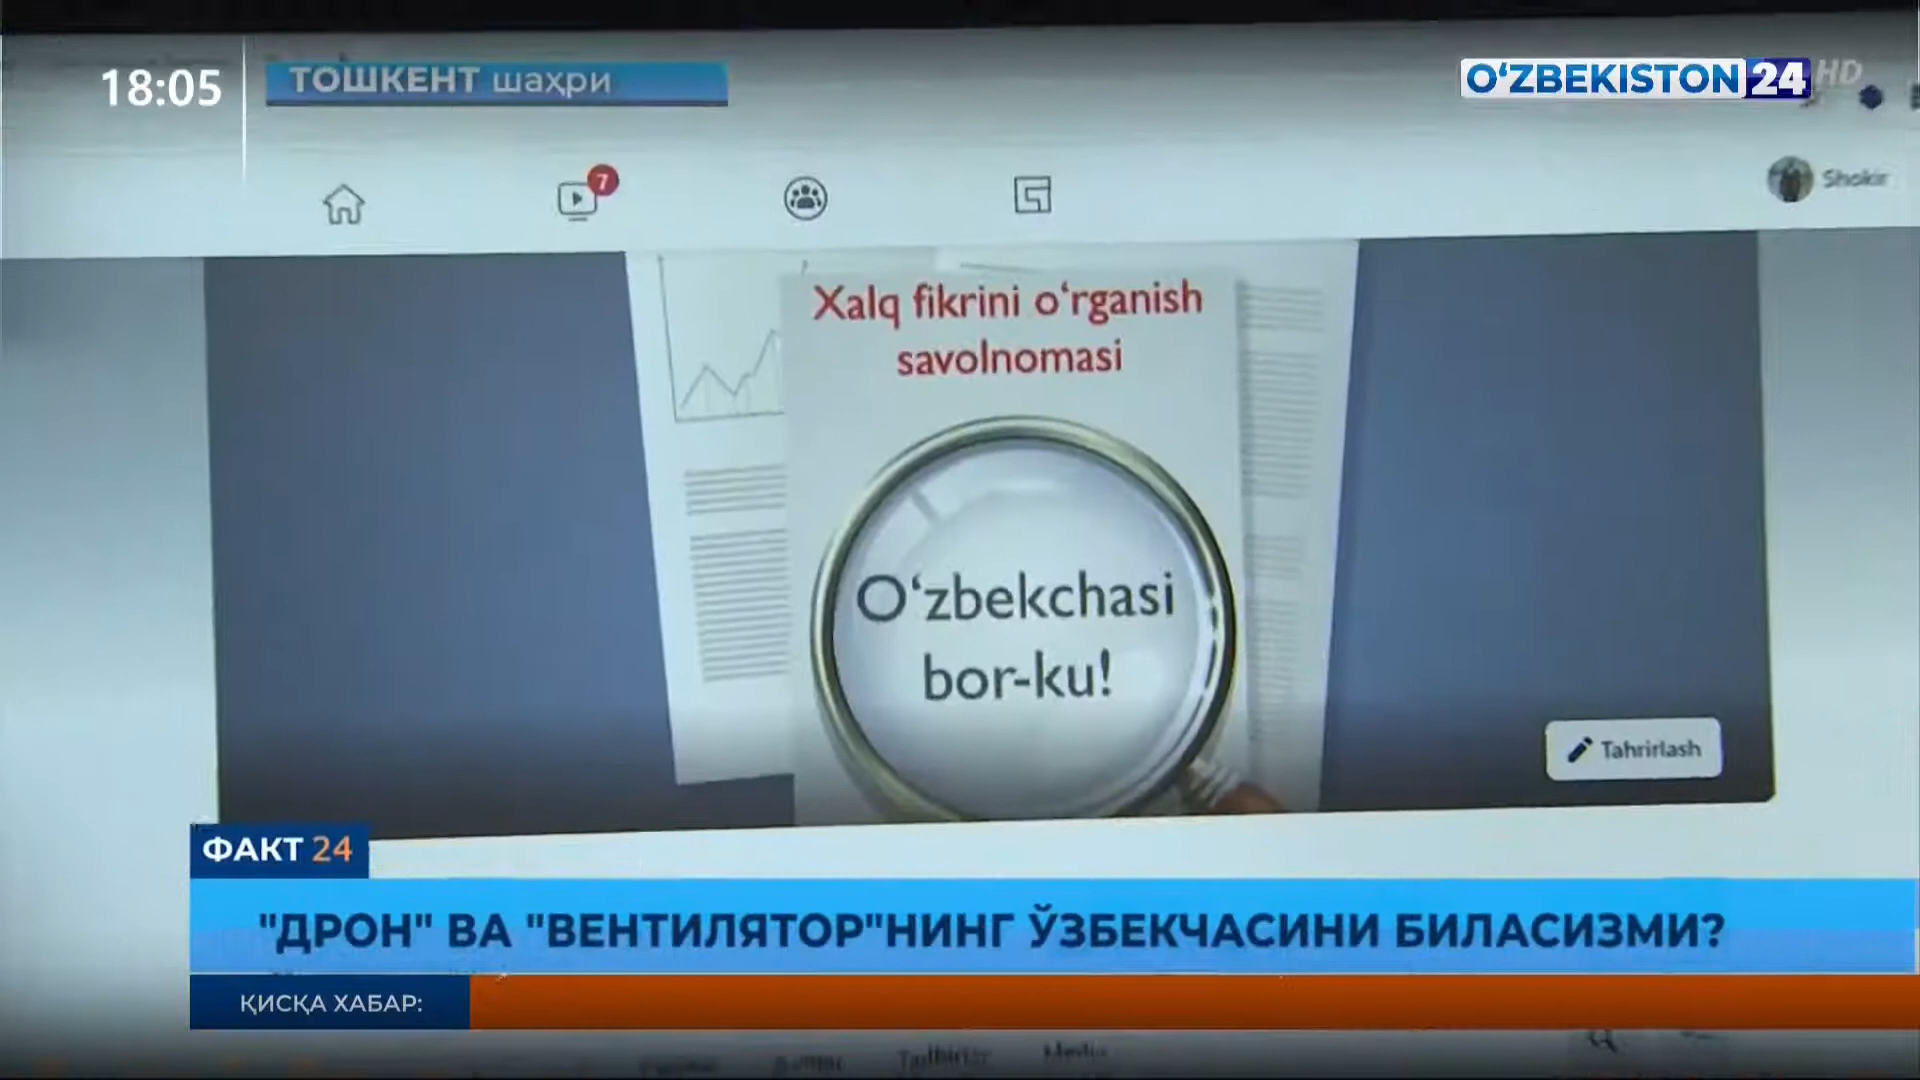 18:05
ТОШКЕНТ шаҳри
O‘ZBEKISTON 24 HD
7
Shokir
Xalq fikrini o‘rganish
savolnomasi
O‘zbekchasi
bor-ku!
Tahrirlash
ФАКТ 24
"ДРОН" ВА "ВЕНТИЛЯТОР"НИНГ ЎЗБЕКЧАСИНИ БИЛАСИЗМИ?
ҚИСҚА ХАБАР: